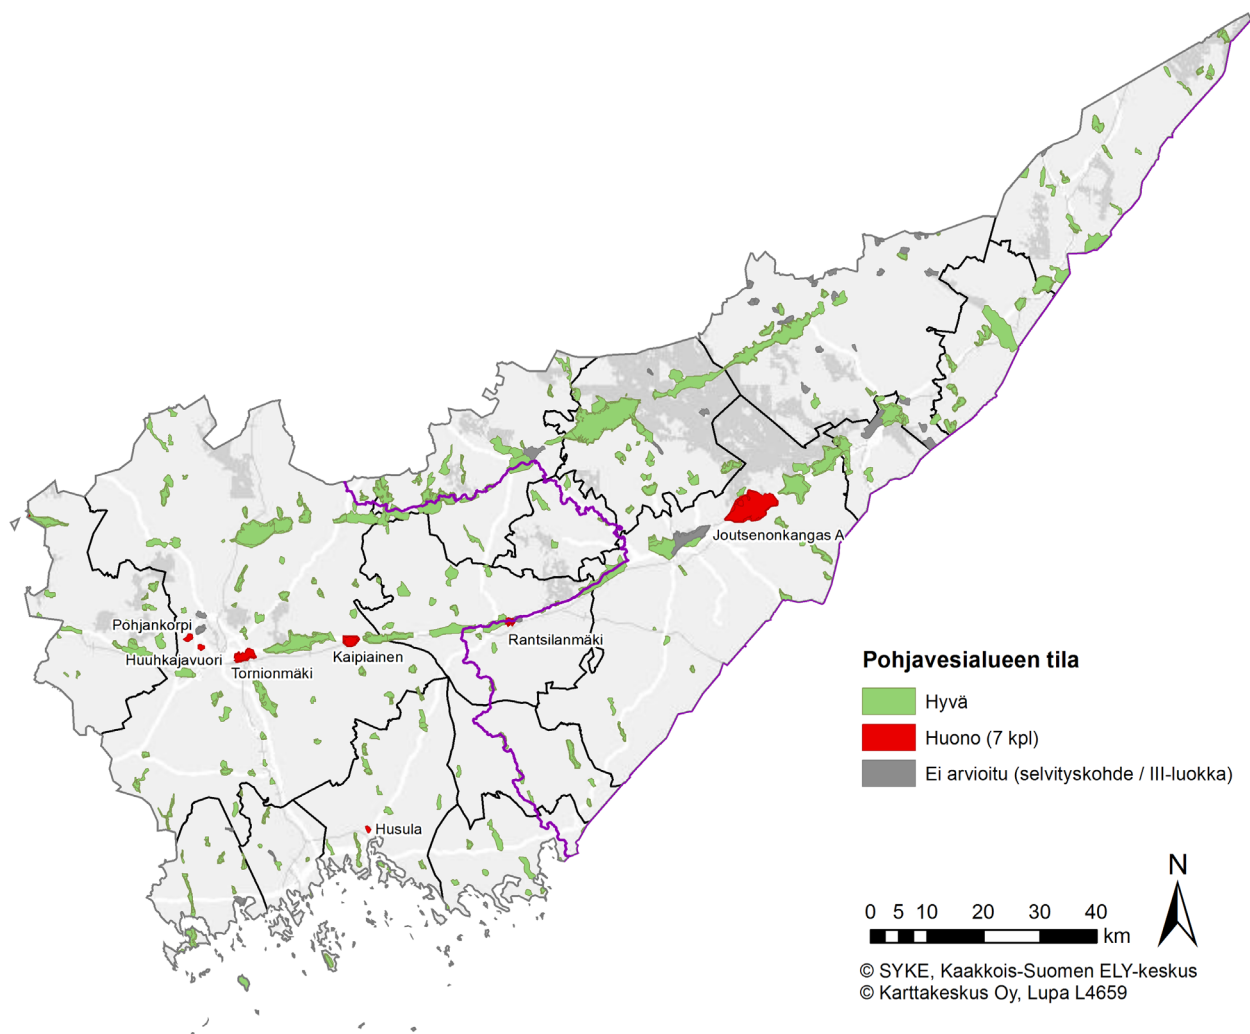 Joutsenonkangas A
Pohjankorpi
Rantsilanmäki
Huuhkajavuori
Kaipiainen
Tornionmäki
Husula
Pohjavesialueen tila
Hyvä
Huono (7 kpl)
Ei arvioitu (selvityskohde / III-luokka)
N
0 5 10 20 30 40
km
© SYKE, Kaakkois-Suomen ELY-keskus
© Karttakeskus Oy, Lupa L4659